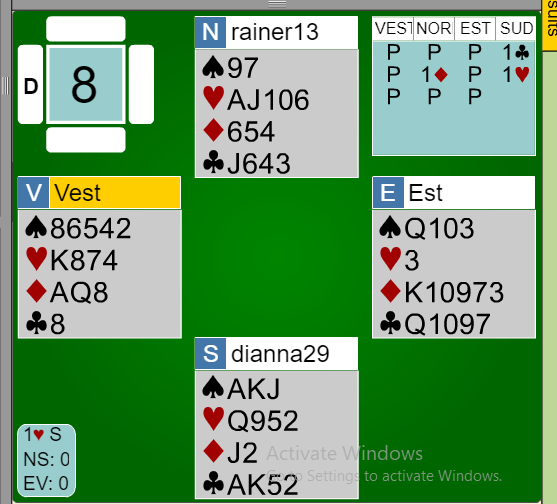 8
D
N rainer13
♠97
♥AJ106
♦654
♣J643
VEST NOR EST SUD
P P P 1♣
P 1♦ P 1♥
P P P
V Vest
♠86542
♥K874
♦AQ8
♣8
E Est
♠Q103
♥3
♦K10973
♣Q1097
S dianna29
♠AKJ
♥Q952
♦J2
♣AK52
1♥ S
NS: 0
EV: 0
Activate Windows
Go to Settings to activate Windows.